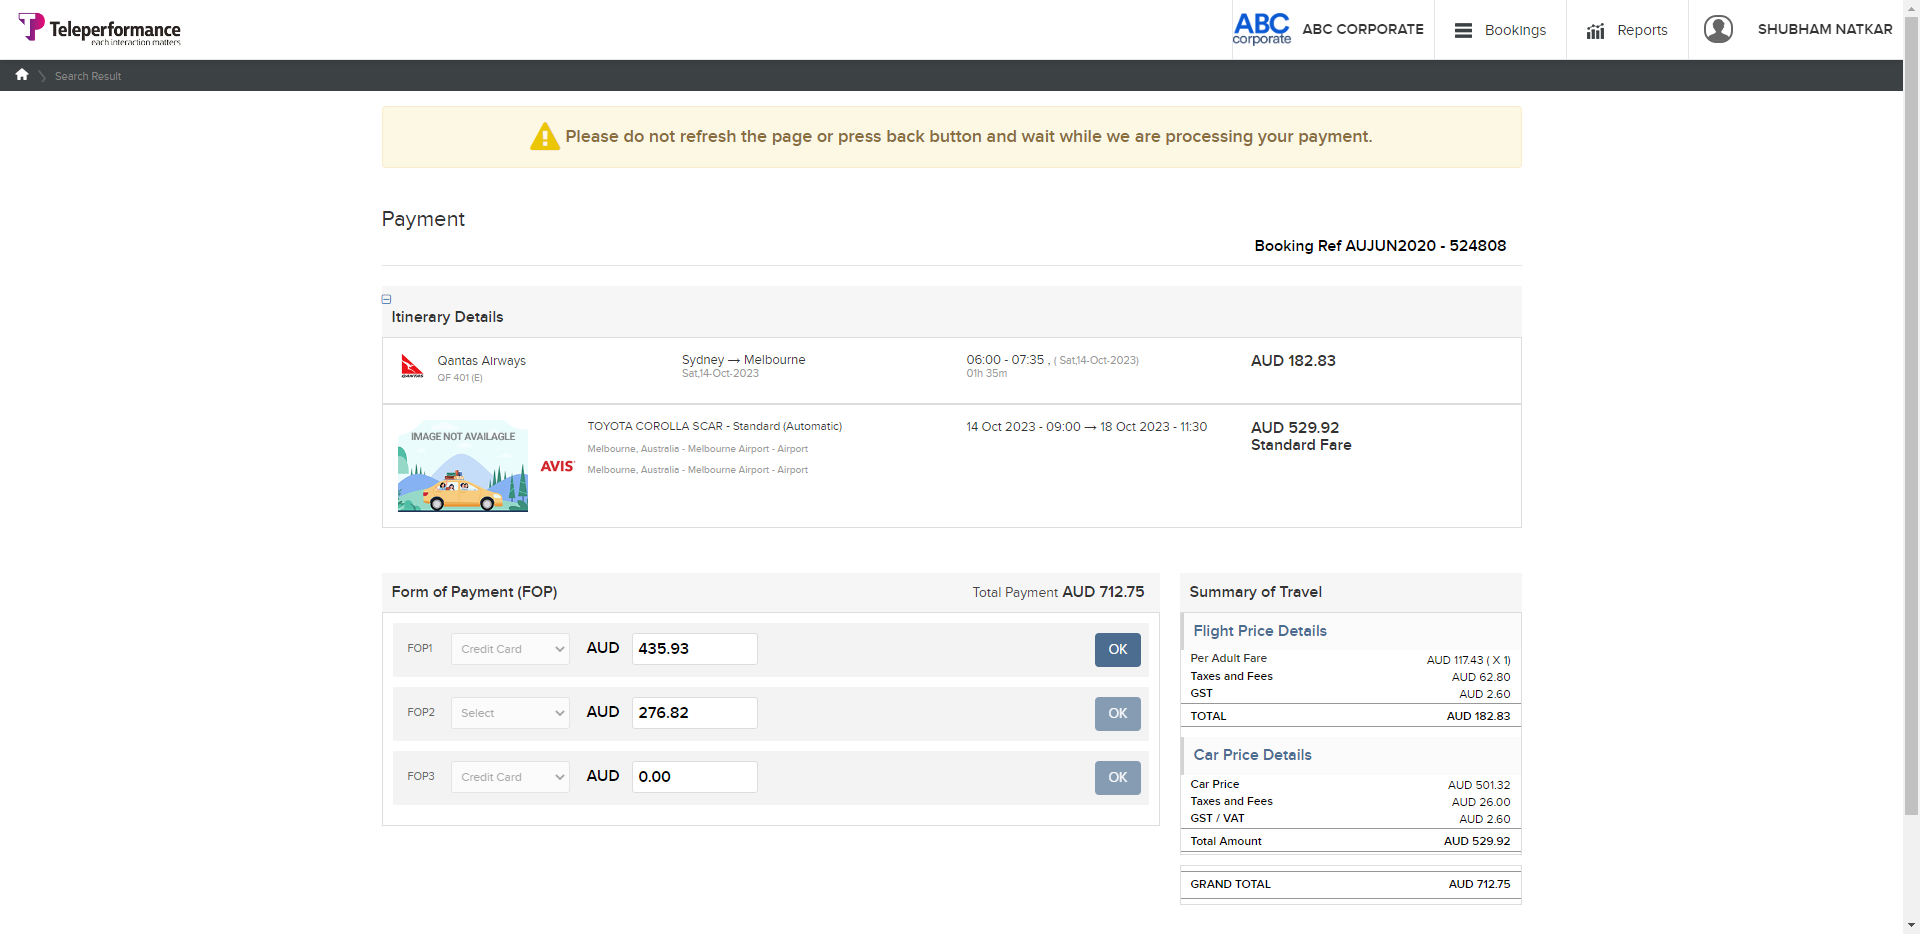 Teleperformance
each interaction matters
ABC
corporate
ABC CORPORATE
Bookings
Reports
SHUBHAM NATKAR
Search Result
Please do not refresh the page or press back button and wait while we are processing your payment.
Payment
Booking Ref AUJUN2020 - 524808
Itinerary Details
Qantas Airways
QF 401 (E)
Sydney → Melbourne
Sat,14-Oct-2023
06:00 - 07:35 , ( Sat,14-Oct-2023)
01h 35m
AUD 182.83
QANTAS
IMAGE NOT AVAILAGLE
AVIS
TOYOTA COROLLA SCAR - Standard (Automatic)
Melbourne, Australia - Melbourne Airport - Airport
Melbourne, Australia - Melbourne Airport - Airport
14 Oct 2023 - 09:00 → 18 Oct 2023 - 11:30
AUD 529.92
Standard Fare
Form of Payment (FOP)
Total Payment AUD 712.75
FOP1 Credit Card AUD 435.93 OK
FOP2 Select AUD 276.82 OK
FOP3 Credit Card AUD 0.00 OK
Summary of Travel
Flight Price Details
Per Adult Fare AUD 117.43 ( X 1)
Taxes and Fees AUD 62.80
GST AUD 2.60
TOTAL AUD 182.83
Car Price Details
Car Price AUD 501.32
Taxes and Fees AUD 26.00
GST / VAT AUD 2.60
Total Amount AUD 529.92
GRAND TOTAL AUD 712.75